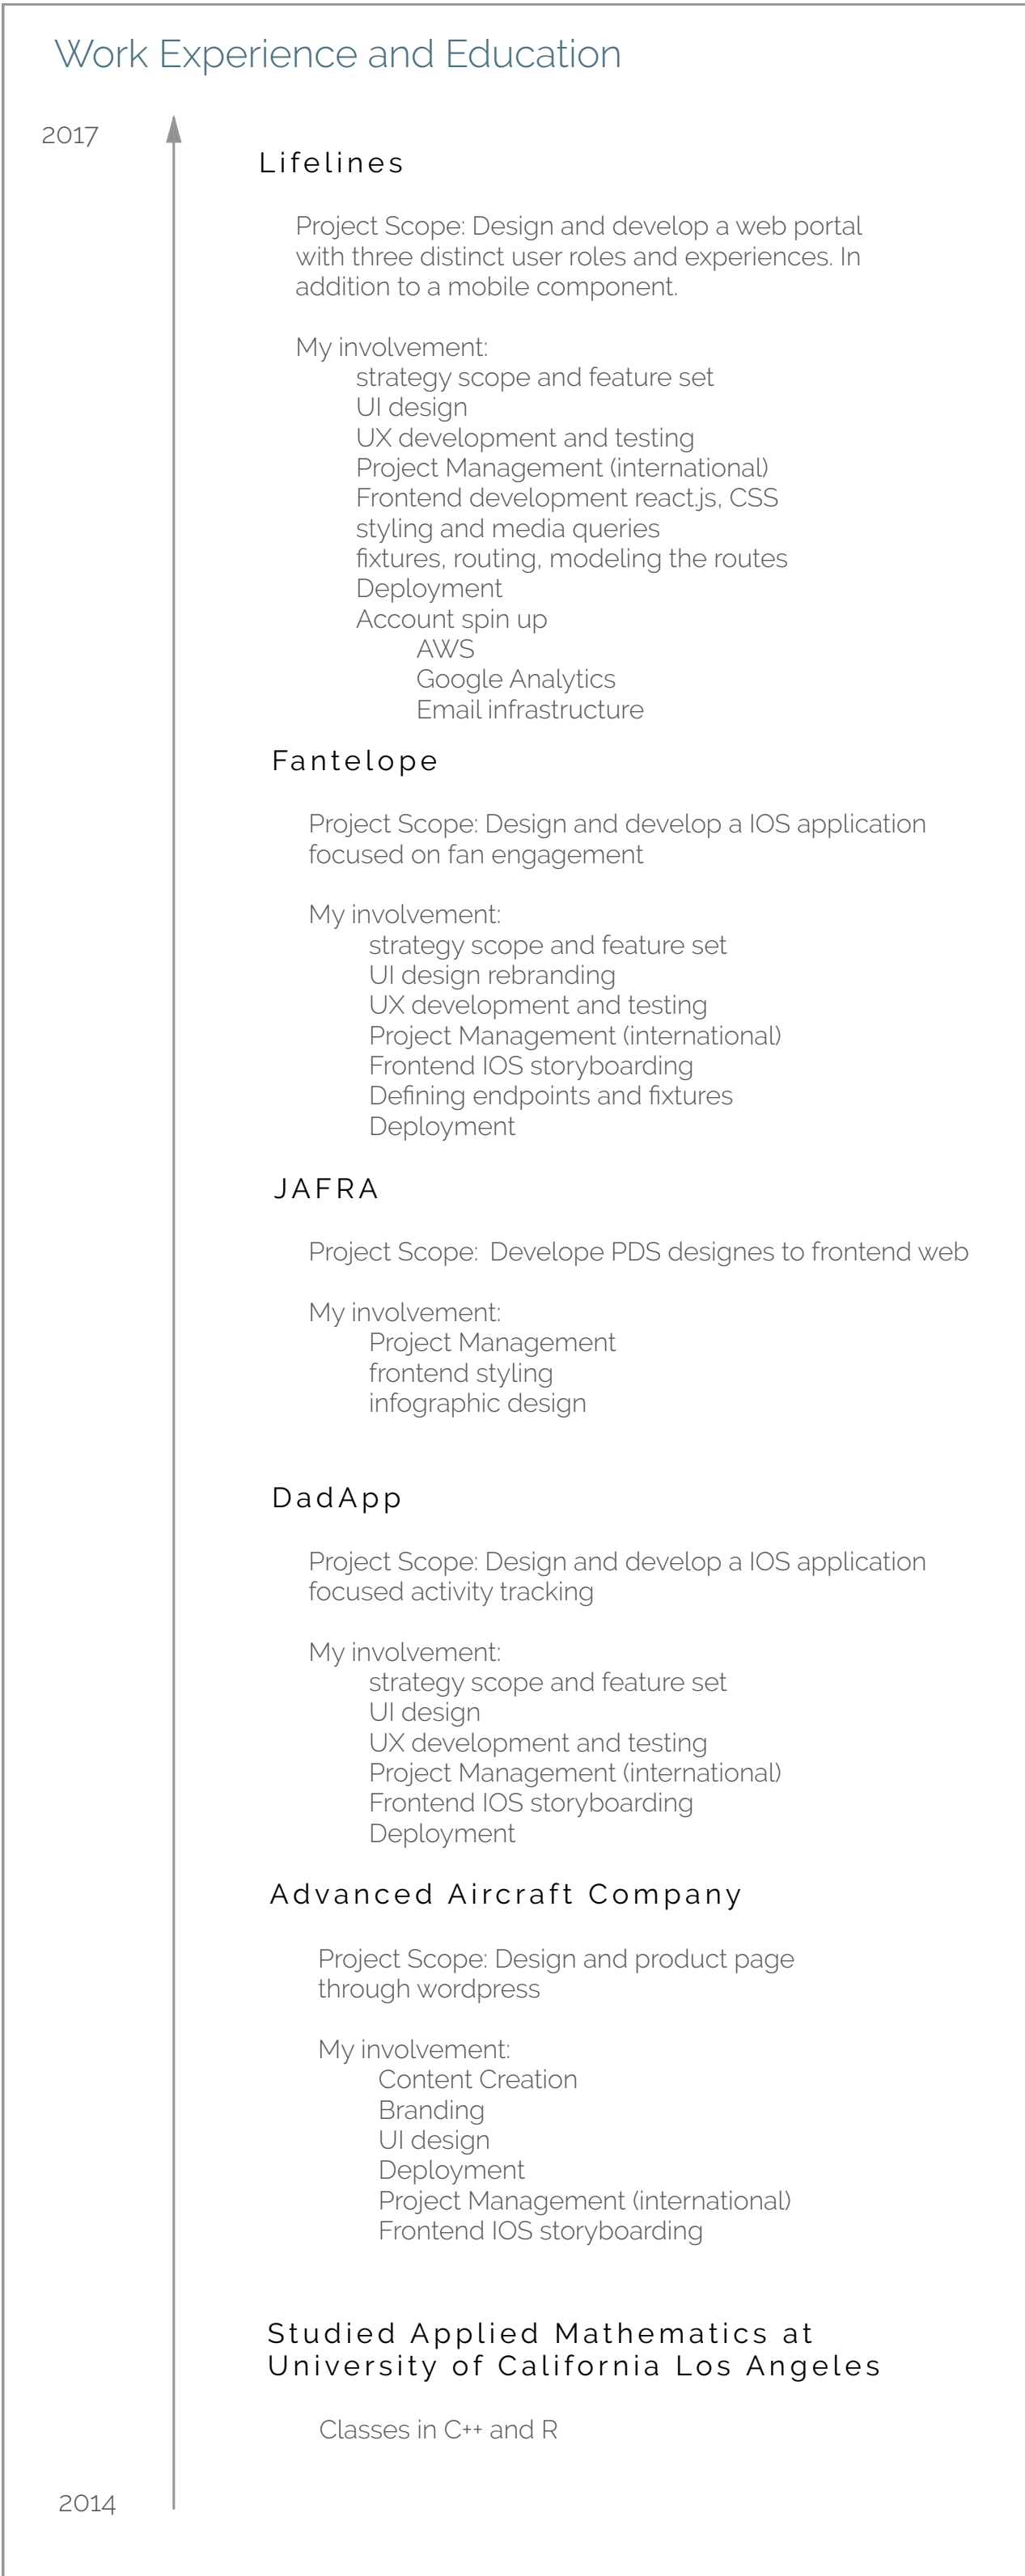 Work Experience and Education
2017
Lifelines
Project Scope: Design and develop a web portal
with three distinct user roles and experiences. In
addition to a mobile component.
My involvement:
strategy scope and feature set
UI design
UX development and testing
Project Management (international)
Frontend development react.js, CSS
styling and media queries
fixtures, routing, modeling the routes
Deployment
Account spin up
AWS
Google Analytics
Email infrastructure
Fantelope
Project Scope: Design and develop a IOS application
focused on fan engagement
My involvement:
strategy scope and feature set
UI design rebranding
UX development and testing
Project Management (international)
Frontend IOS storyboarding
Defining endpoints and fixtures
Deployment
JAFRA
Project Scope:  Develope PDS designes to frontend web
My involvement:
Project Management
frontend styling
infographic design
DadApp
Project Scope: Design and develop a IOS application
focused activity tracking
My involvement:
strategy scope and feature set
UI design
UX development and testing
Project Management (international)
Frontend IOS storyboarding
Deployment
Advanced Aircraft Company
Project Scope: Design and product page
through wordpress
My involvement:
Content Creation
Branding
UI design
Deployment
Project Management (international)
Frontend IOS storyboarding
Studied Applied Mathematics at
University of California Los Angeles
Classes in C++ and R
2014